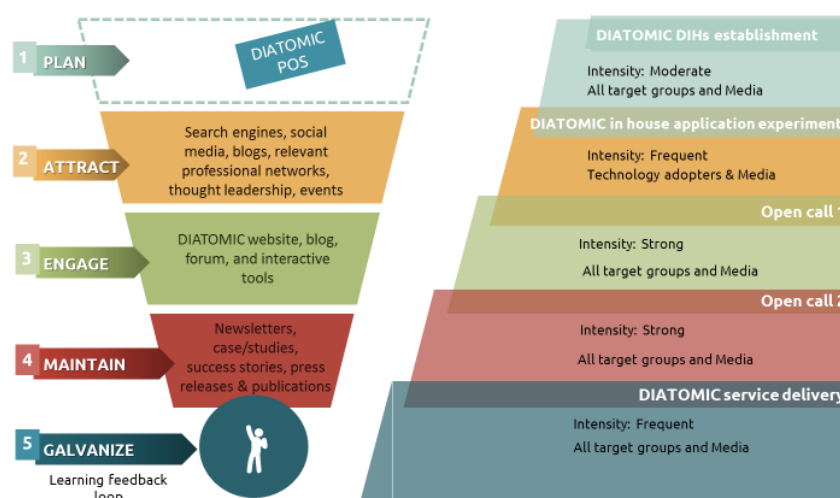 1
PLAN
DIATOMIC
POS
2
ATTRACT
Search engines, social
media, blogs, relevant
professional networks,
thought leadership, events
3
ENGAGE
DIATOMIC website, blog,
forum, and interactive
tools
4
MAINTAIN
Newsletters,
case/studies,
success stories, press
releases & publications
5
GALVANIZE
Learning feedback
loop
DIATOMIC DIHs establishment
Intensity: Moderate
All target groups and Media
DIATOMIC in house application experiment
Intensity: Frequent
Technology adopters & Media
Open call 1
Intensity: Strong
All target groups and Media
Open call 2
Intensity: Strong
All target groups and Media
DIATOMIC service delivery
Intensity: Frequent
All target groups and Media